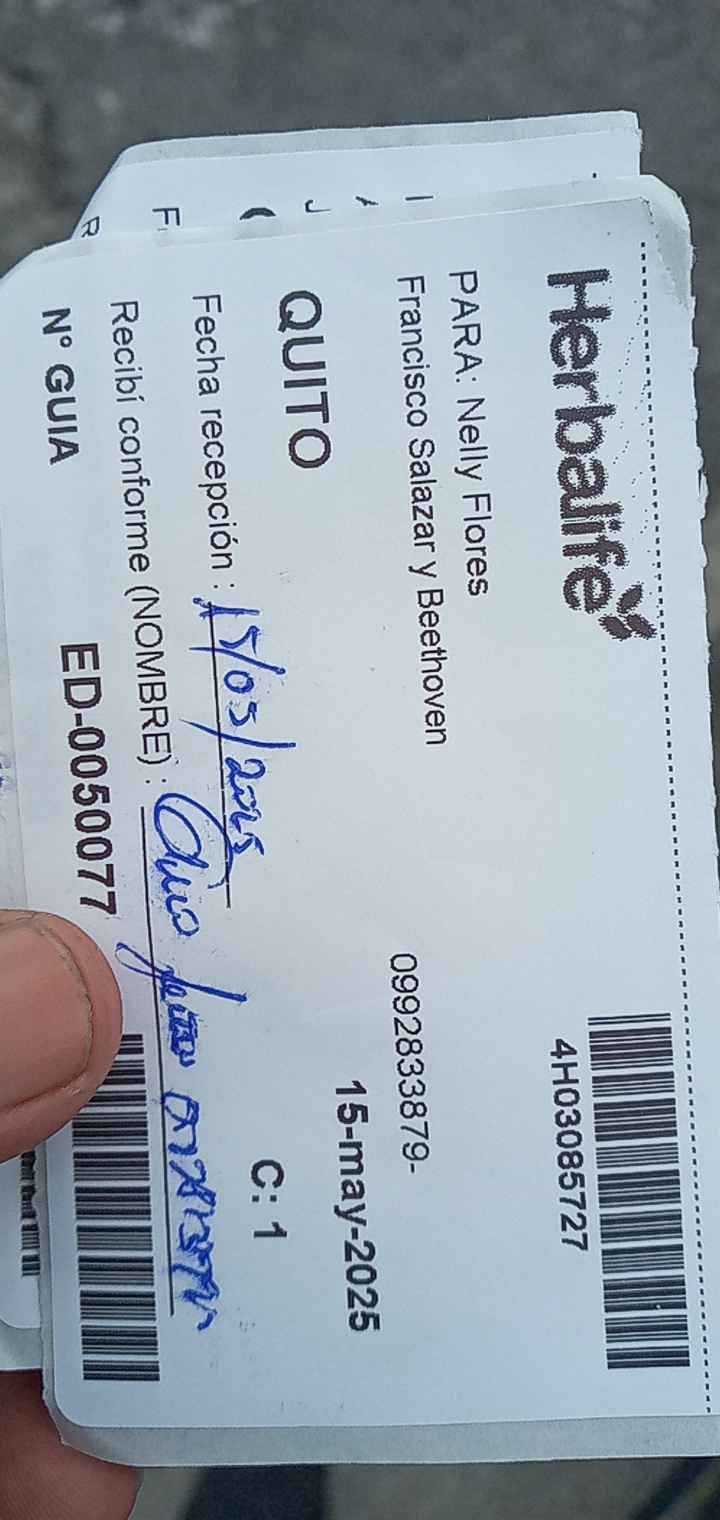 Herbalife
4H03085727
PARA: Nelly Flores
Francisco Salazar y Beethoven
0992833879-
15-may-2025
QUITO
C: 1
Fecha recepción : 15/05/2025
Recibí conforme (NOMBRE) :
N° GUIA ED-0050077